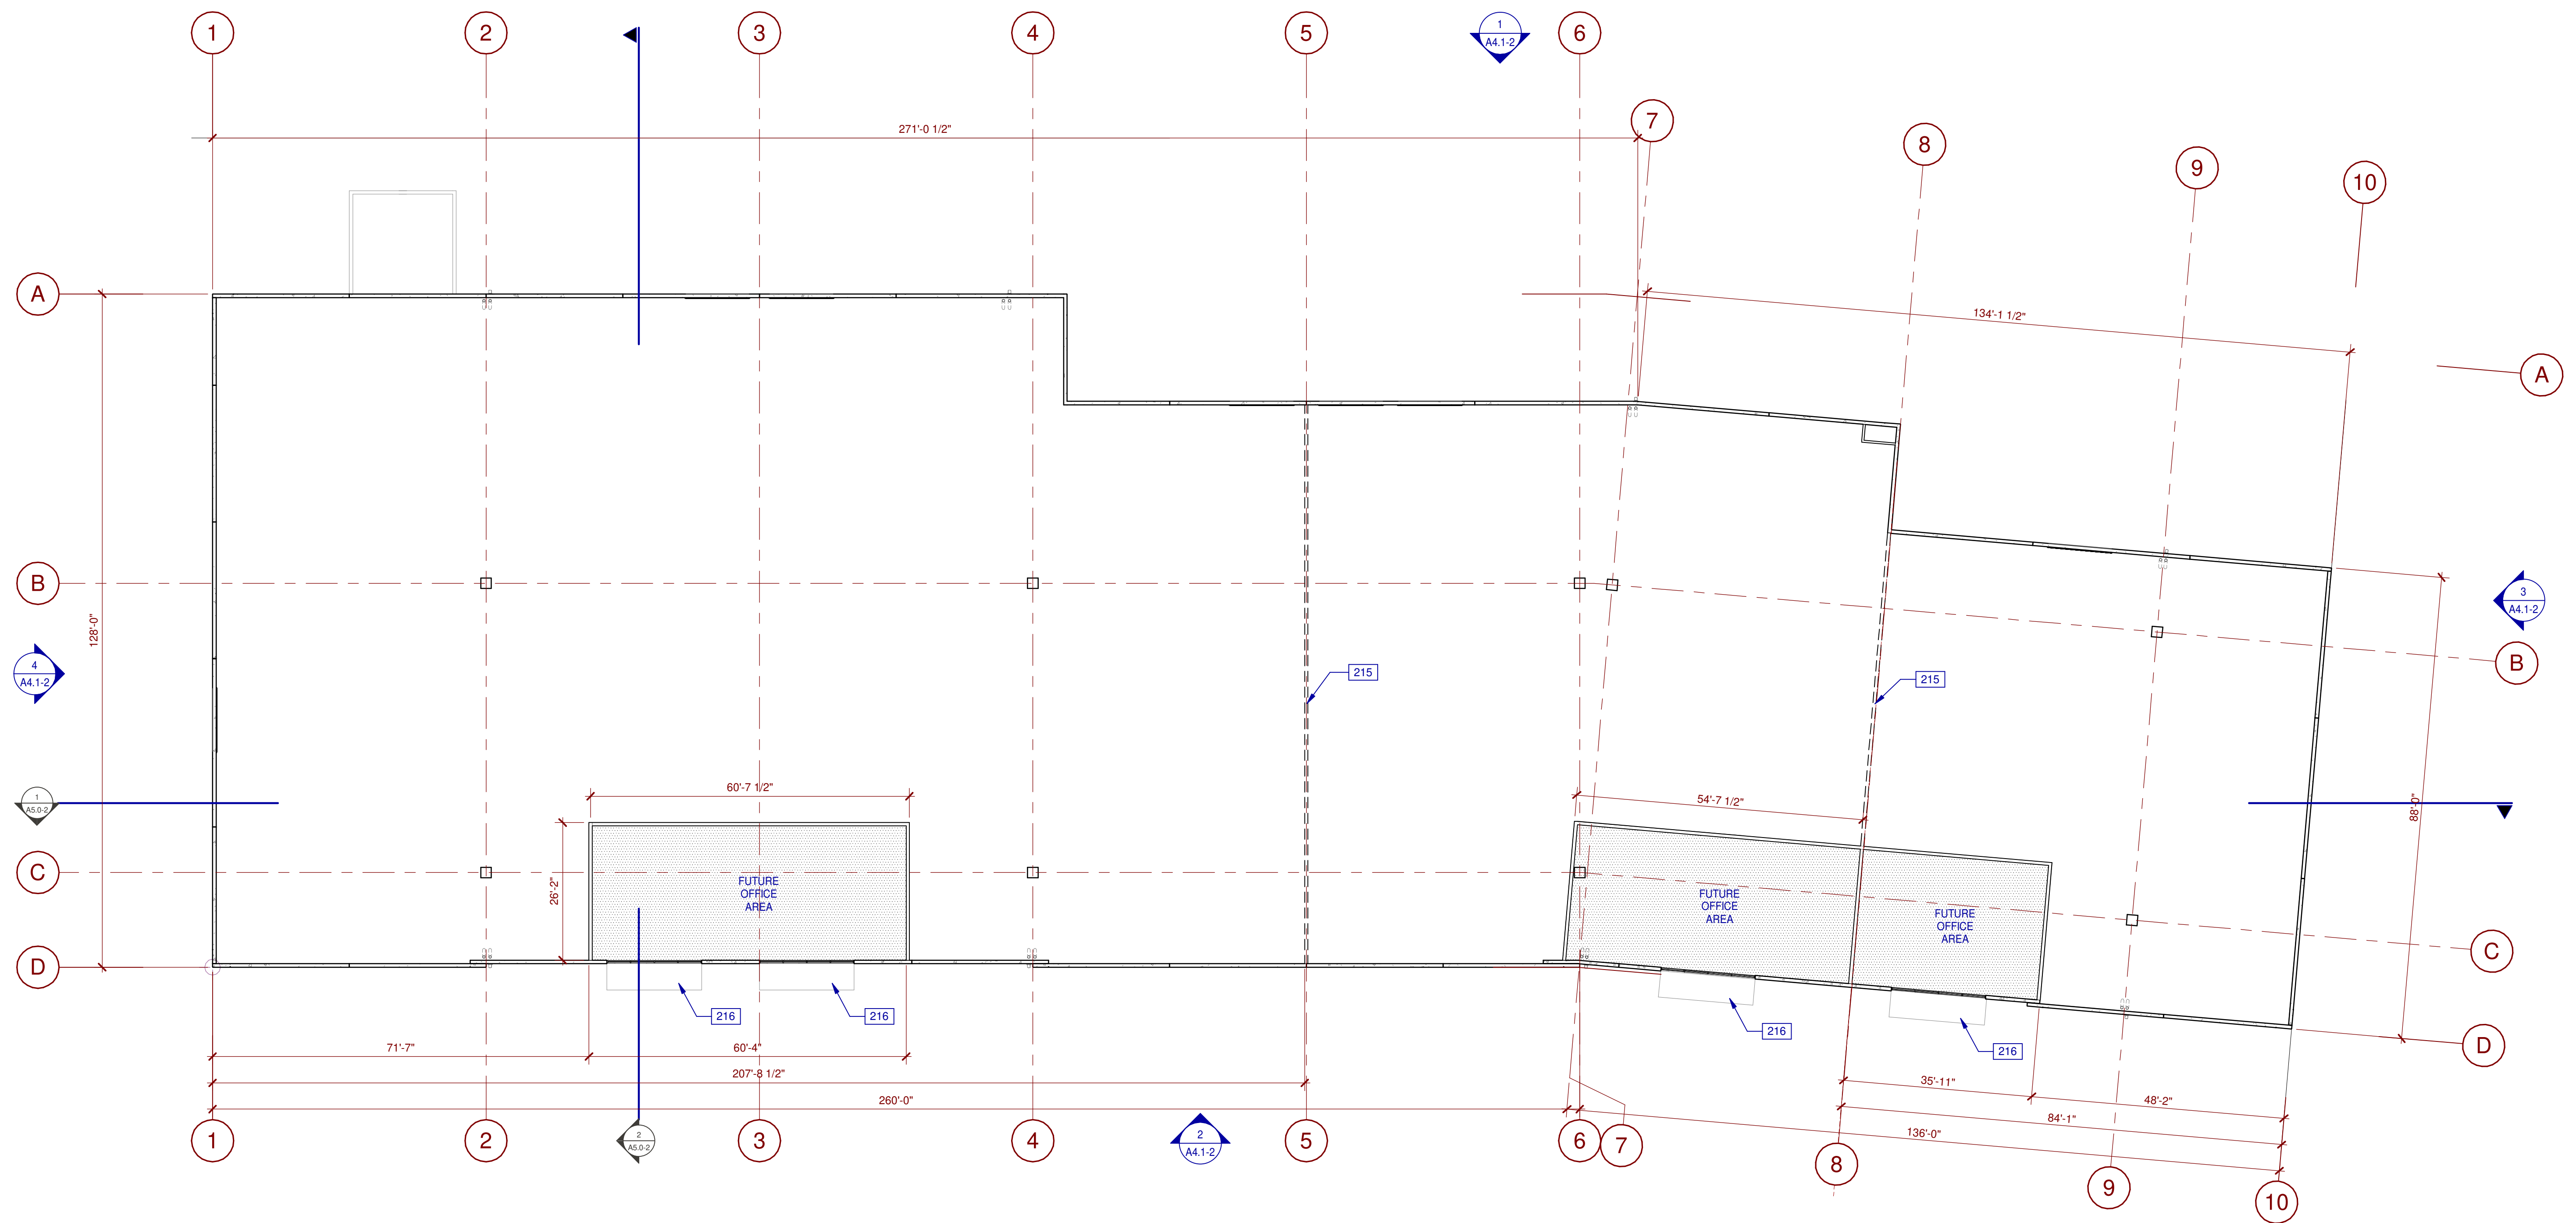 1
2
3
4
5
1
A4.1-2
6
7
8
9
10
271'-0 1/2"
134'-1 1/2"
A
A
B
128'-0"
3
A4.1-2
B
4
A4.1-2
215
215
1
A5.0-2
60'-7 1/2"
54'-7 1/2"
88'-0"
26'-2"
C
FUTURE
OFFICE
AREA
FUTURE
OFFICE
AREA
FUTURE
OFFICE
AREA
C
D
D
216
216
216
216
71'-7"
60'-4"
207'-8 1/2"
260'-0"
35'-11"
48'-2"
84'-1"
136'-0"
1
2
2
A5.0-2
3
4
2
A4.1-2
5
6
7
8
9
10